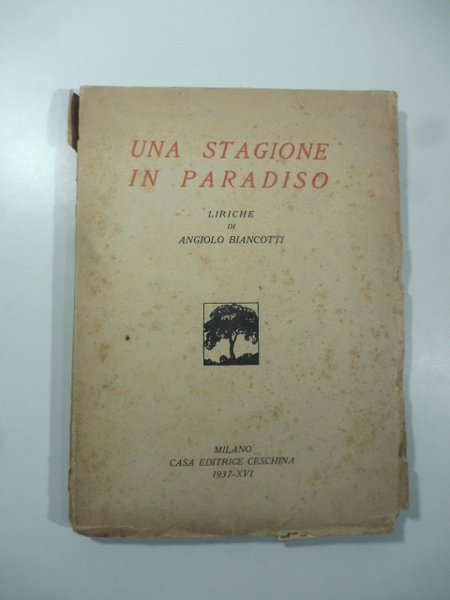 UNA STAGIONE
IN PARADISO
LIRICHE
DI
ANGIOLO BIANCOTTI
MILANO
CASA EDITRICE CESCHINA
1937-XVI